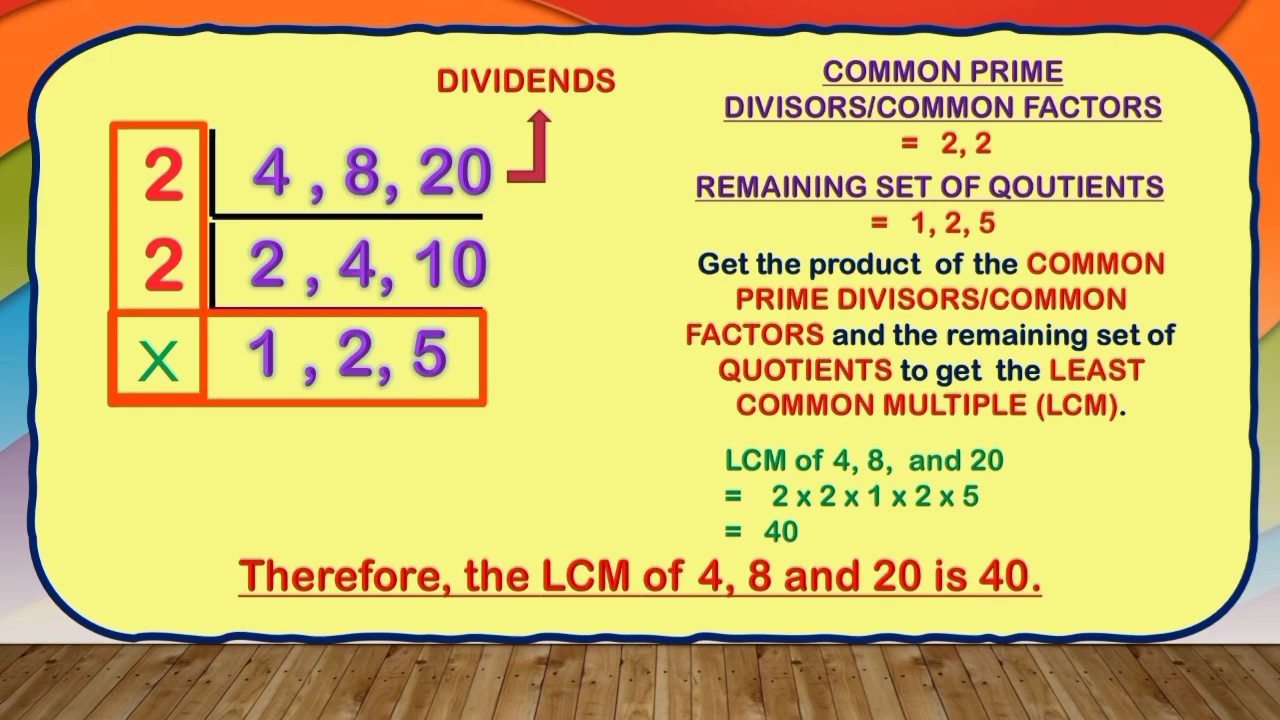 DIVIDENDS
2 4 , 8, 20
2 2 , 4, 10
X 1 , 2, 5
COMMON PRIME
DIVISORS/COMMON FACTORS
= 2, 2
REMAINING SET OF QOUTIENTS
= 1, 2, 5
Get the product of the COMMON
PRIME DIVISORS/COMMON
FACTORS and the remaining set of
QUOTIENTS to get the LEAST
COMMON MULTIPLE (LCM).
LCM of 4, 8, and 20
= 2 x 2 x 1 x 2 x 5
= 40
Therefore, the LCM of 4, 8 and 20 is 40.